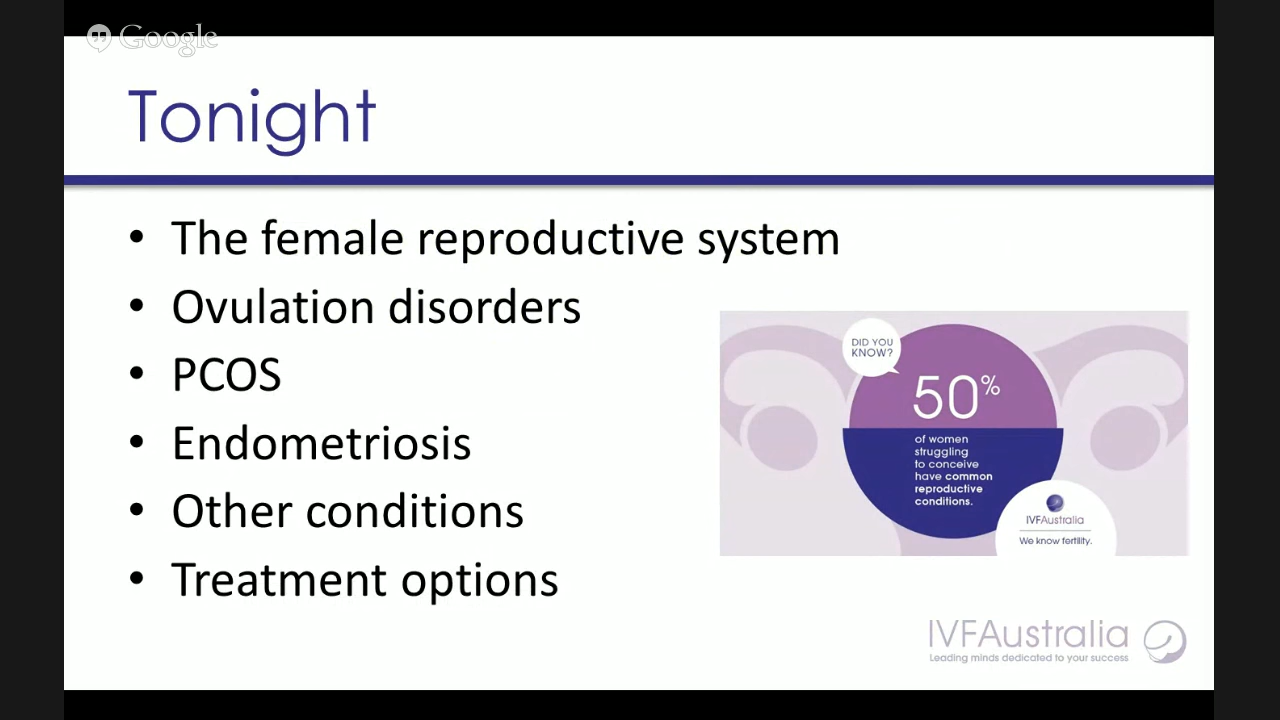 Google
Tonight
• The female reproductive system
• Ovulation disorders
• PCOS
• Endometriosis
• Other conditions
• Treatment options
DID YOU
KNOW?
50%
of women
struggling
to conceive
have common
reproductive
conditions.
IVFAustralia
We know fertility.
IVFAustralia
Leading minds dedicated to your success